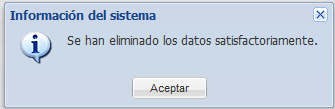 Información del sistema
Se han eliminado los datos satisfactoriamente.
Aceptar